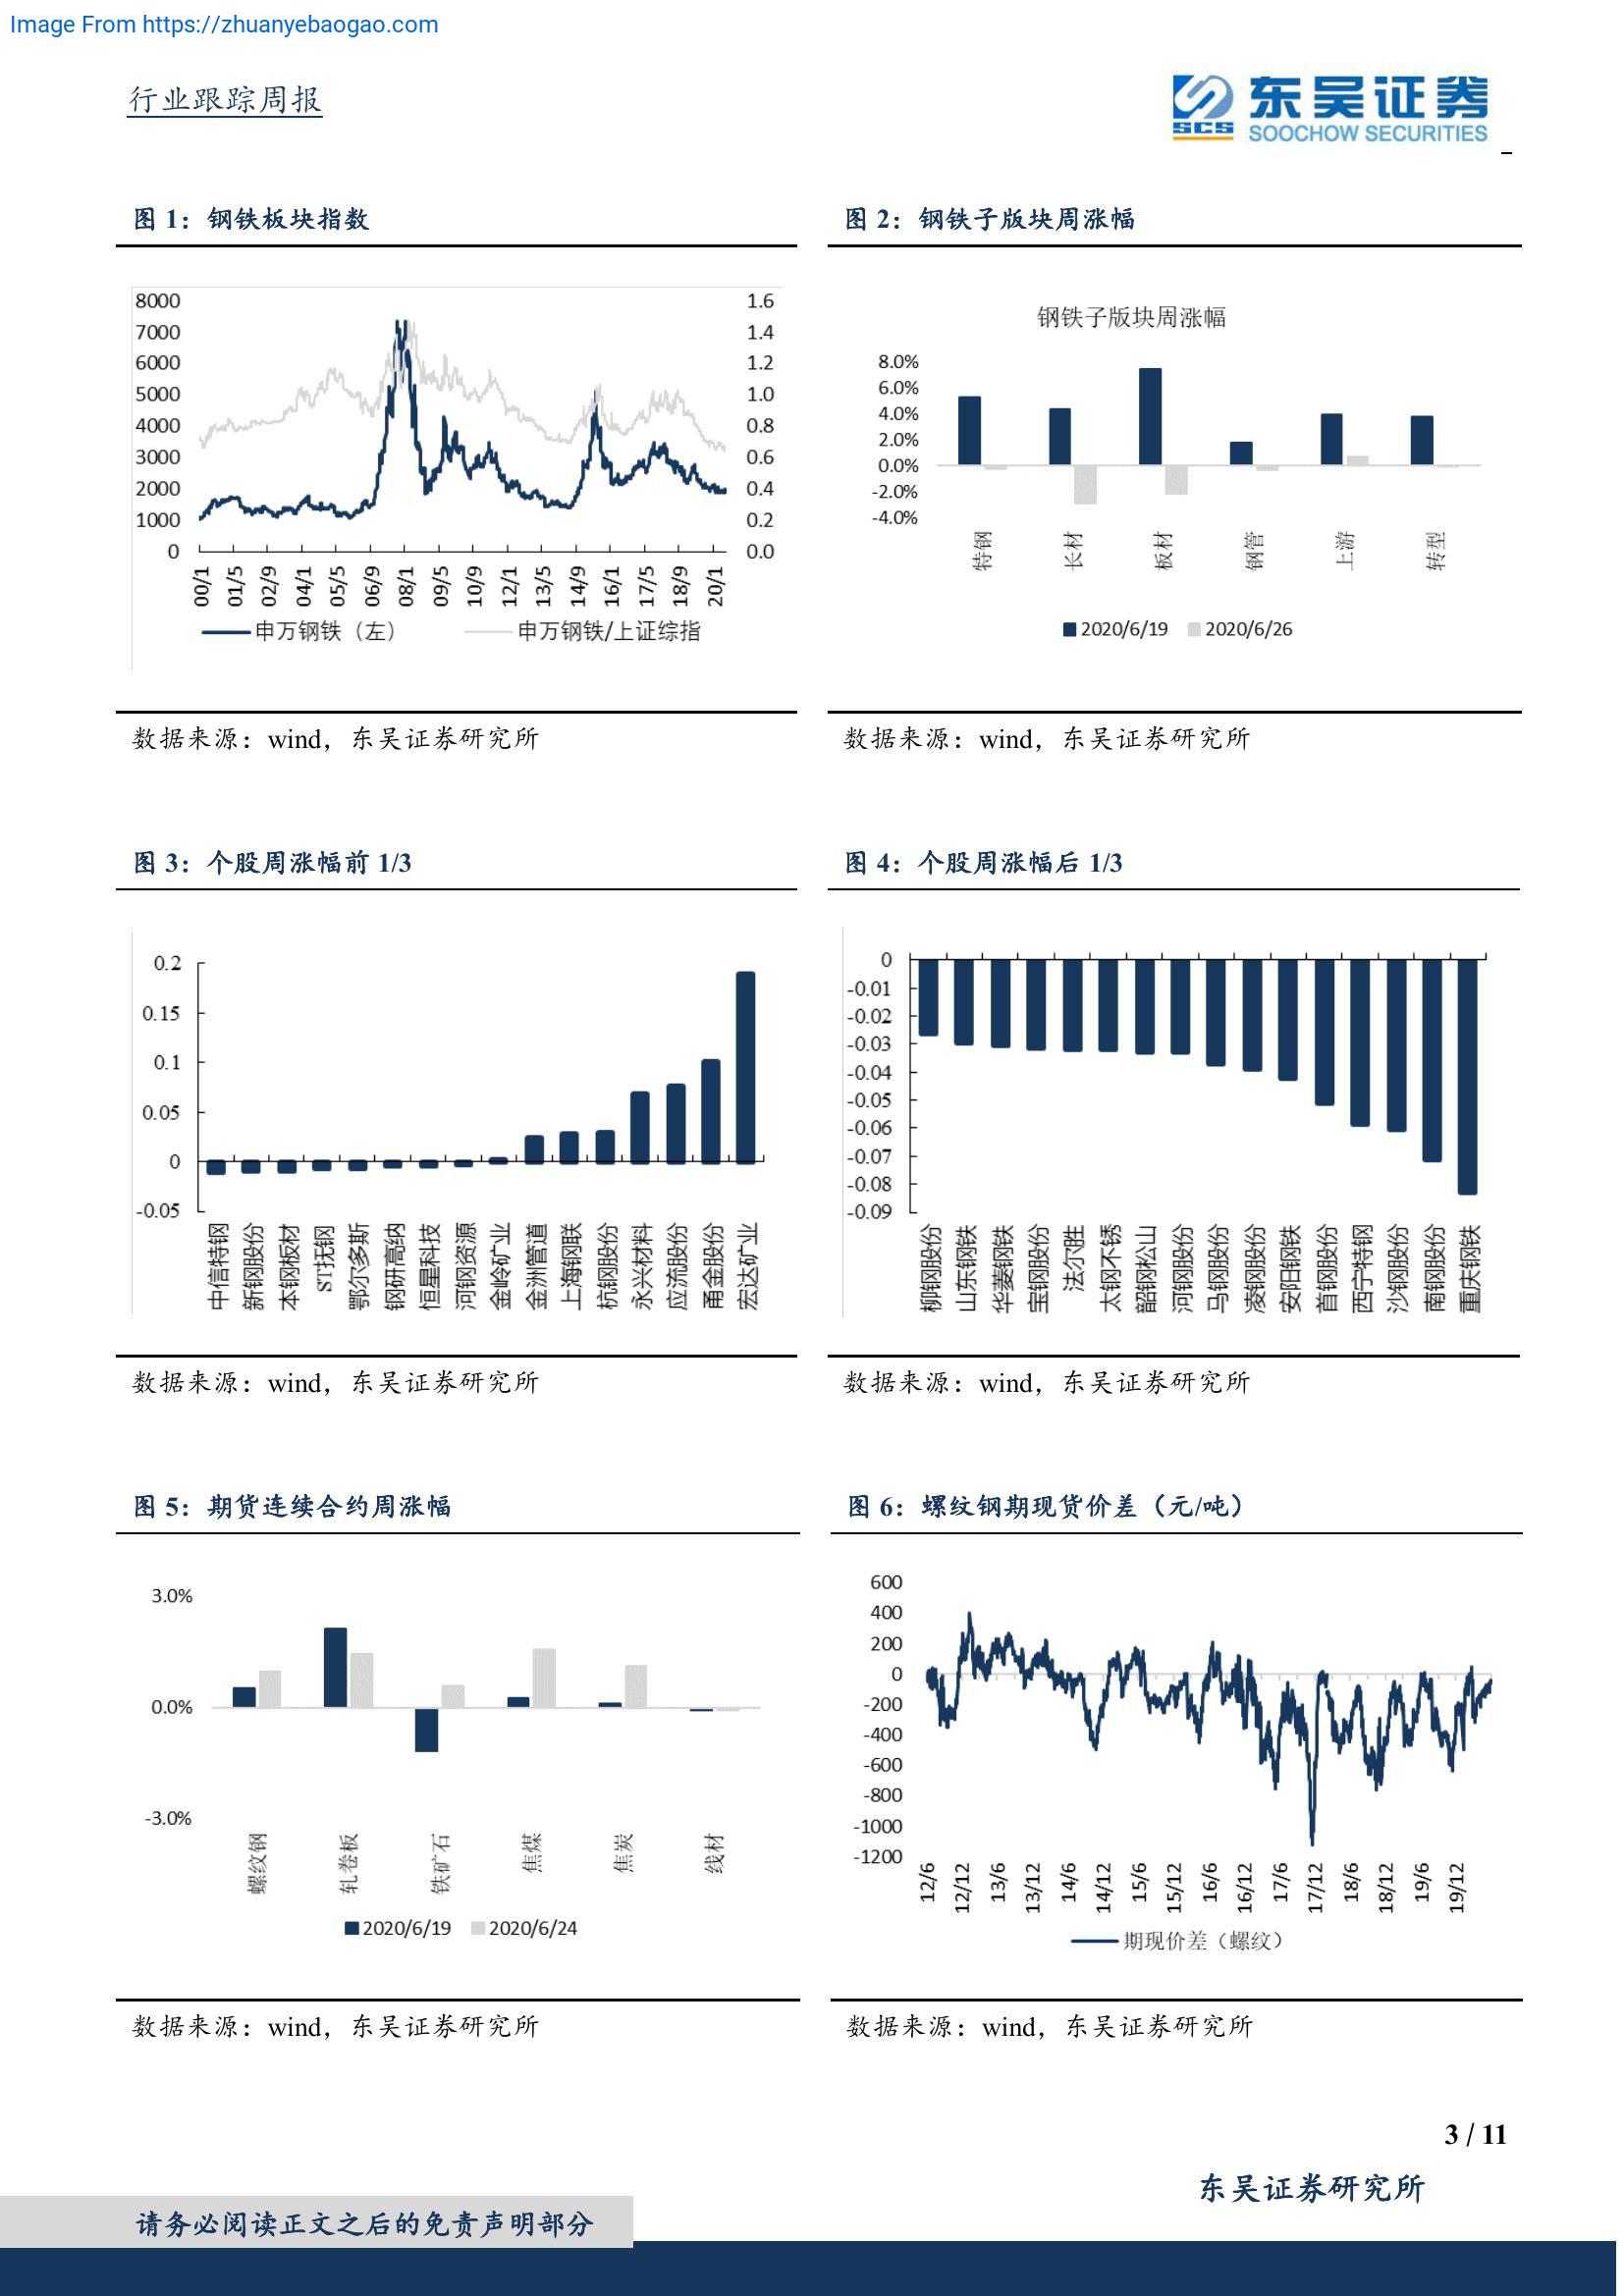 Image From https://zhuanyebaogao.com
行业跟踪周报
SCS
东吴证券
SOOCHOW SECURITIES
图 1：钢铁板块指数
8000
7000
6000
5000
4000
3000
2000
1000
0
1.6
1.4
1.2
1.0
0.8
0.6
0.4
0.2
0.0
00/1 01/5 02/9 04/1 05/5 06/9 08/1 09/5 10/9 12/1 13/5 14/9 16/1 17/5 18/9 20/1
申万钢铁（左） 申万钢铁/上证综指
数据来源：wind，东吴证券研究所
图 2：钢铁子版块周涨幅
钢铁子版块周涨幅
8.0%
6.0%
4.0%
2.0%
0.0%
-2.0%
-4.0%
特钢 长材 板材 钢管 上游 转型
2020/6/19 2020/6/26
数据来源：wind，东吴证券研究所
图 3：个股周涨幅前 1/3
0.2
0.15
0.1
0.05
0
-0.05
中信特钢 新钢股份 本钢板材 ST抚钢 鄂尔多斯 钢研高纳 恒星科技 河钢资源 金岭矿业 金洲管道 上海钢联 杭钢股份 永兴材料 应流股份 甬金股份 宏达矿业
数据来源：wind，东吴证券研究所
图 4：个股周涨幅后 1/3
0
-0.01
-0.02
-0.03
-0.04
-0.05
-0.06
-0.07
-0.08
-0.09
柳钢股份 山东钢铁 华菱钢铁 宝钢股份 法尔胜 太钢不锈 韶钢松山 河钢股份 马钢股份 凌钢股份 安阳钢铁 首钢股份 西宁特钢 沙钢股份 南钢股份 重庆钢铁
数据来源：wind，东吴证券研究所
图 5：期货连续合约周涨幅
3.0%
0.0%
-3.0%
螺纹钢 轧卷板 铁矿石 焦煤 焦炭 线材
2020/6/19 2020/6/24
数据来源：wind，东吴证券研究所
图 6：螺纹钢期现货价差（元/吨）
600
400
200
0
-200
-400
-600
-800
-1000
-1200
12/6 12/12 13/6 13/12 14/6 14/12 15/6 15/12 16/6 16/12 17/6 17/12 18/6 18/12 19/6 19/12
期现价差（螺纹）
数据来源：wind，东吴证券研究所
3 / 11
东吴证券研究所
请务必阅读正文之后的免责声明部分